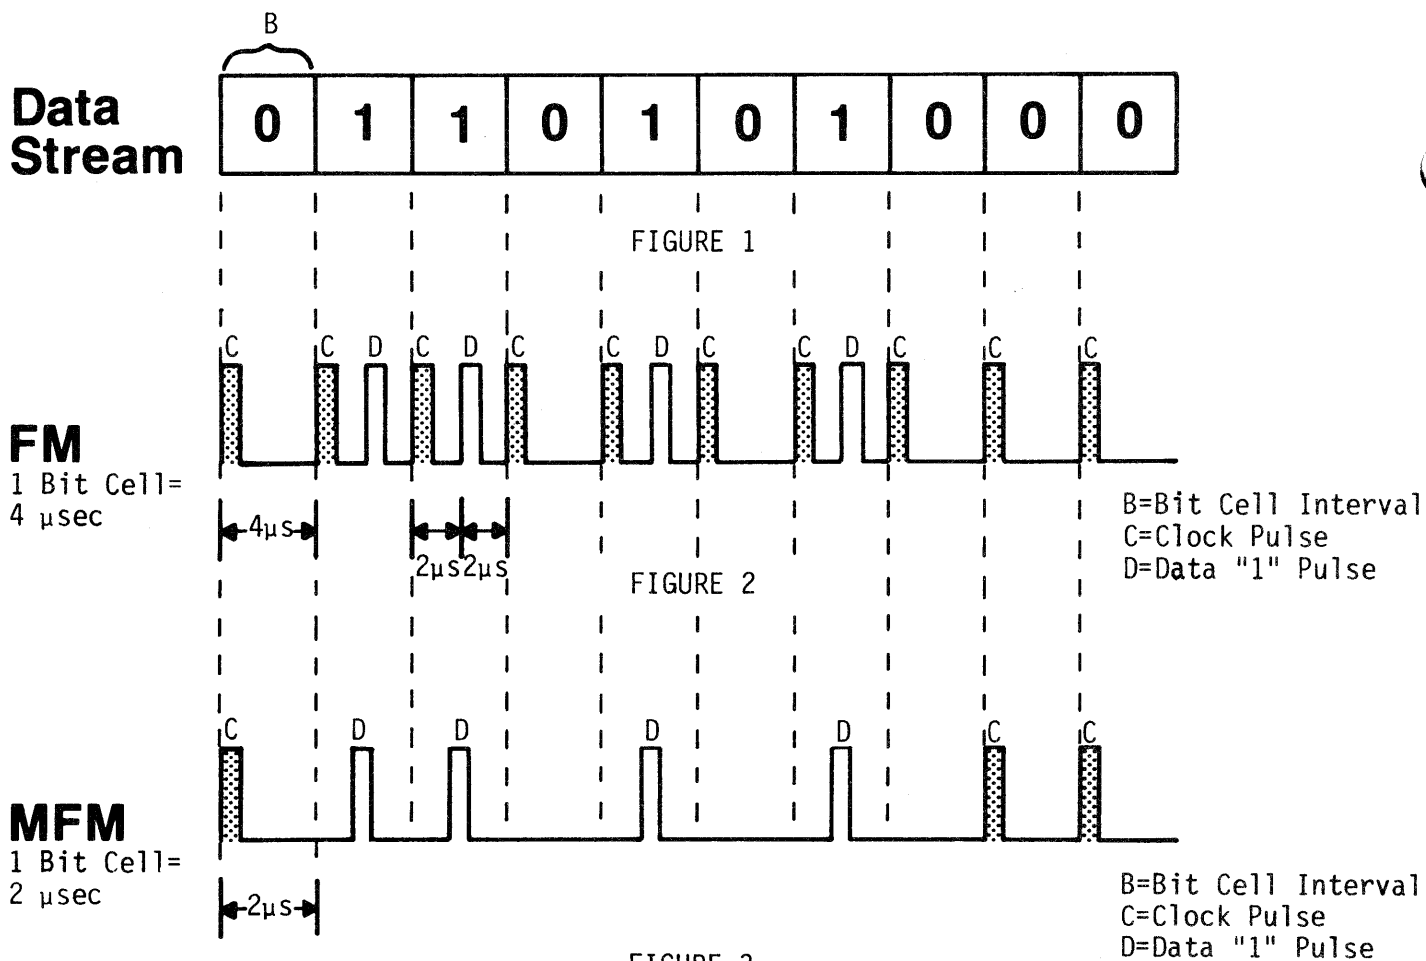 B
Data
Stream
0 1 1 0 1 0 1 0 0 0
FIGURE 1
C C D C D C C D C C D C C C
FM
1 Bit Cell=
4 μsec
4μs
2μs 2μs
B=Bit Cell Interval
C=Clock Pulse
D=Data "1" Pulse
FIGURE 2
C D D D D C C
MFM
1 Bit Cell=
2 μsec
2μs
B=Bit Cell Interval
C=Clock Pulse
D=Data "1" Pulse
FIGURE 3